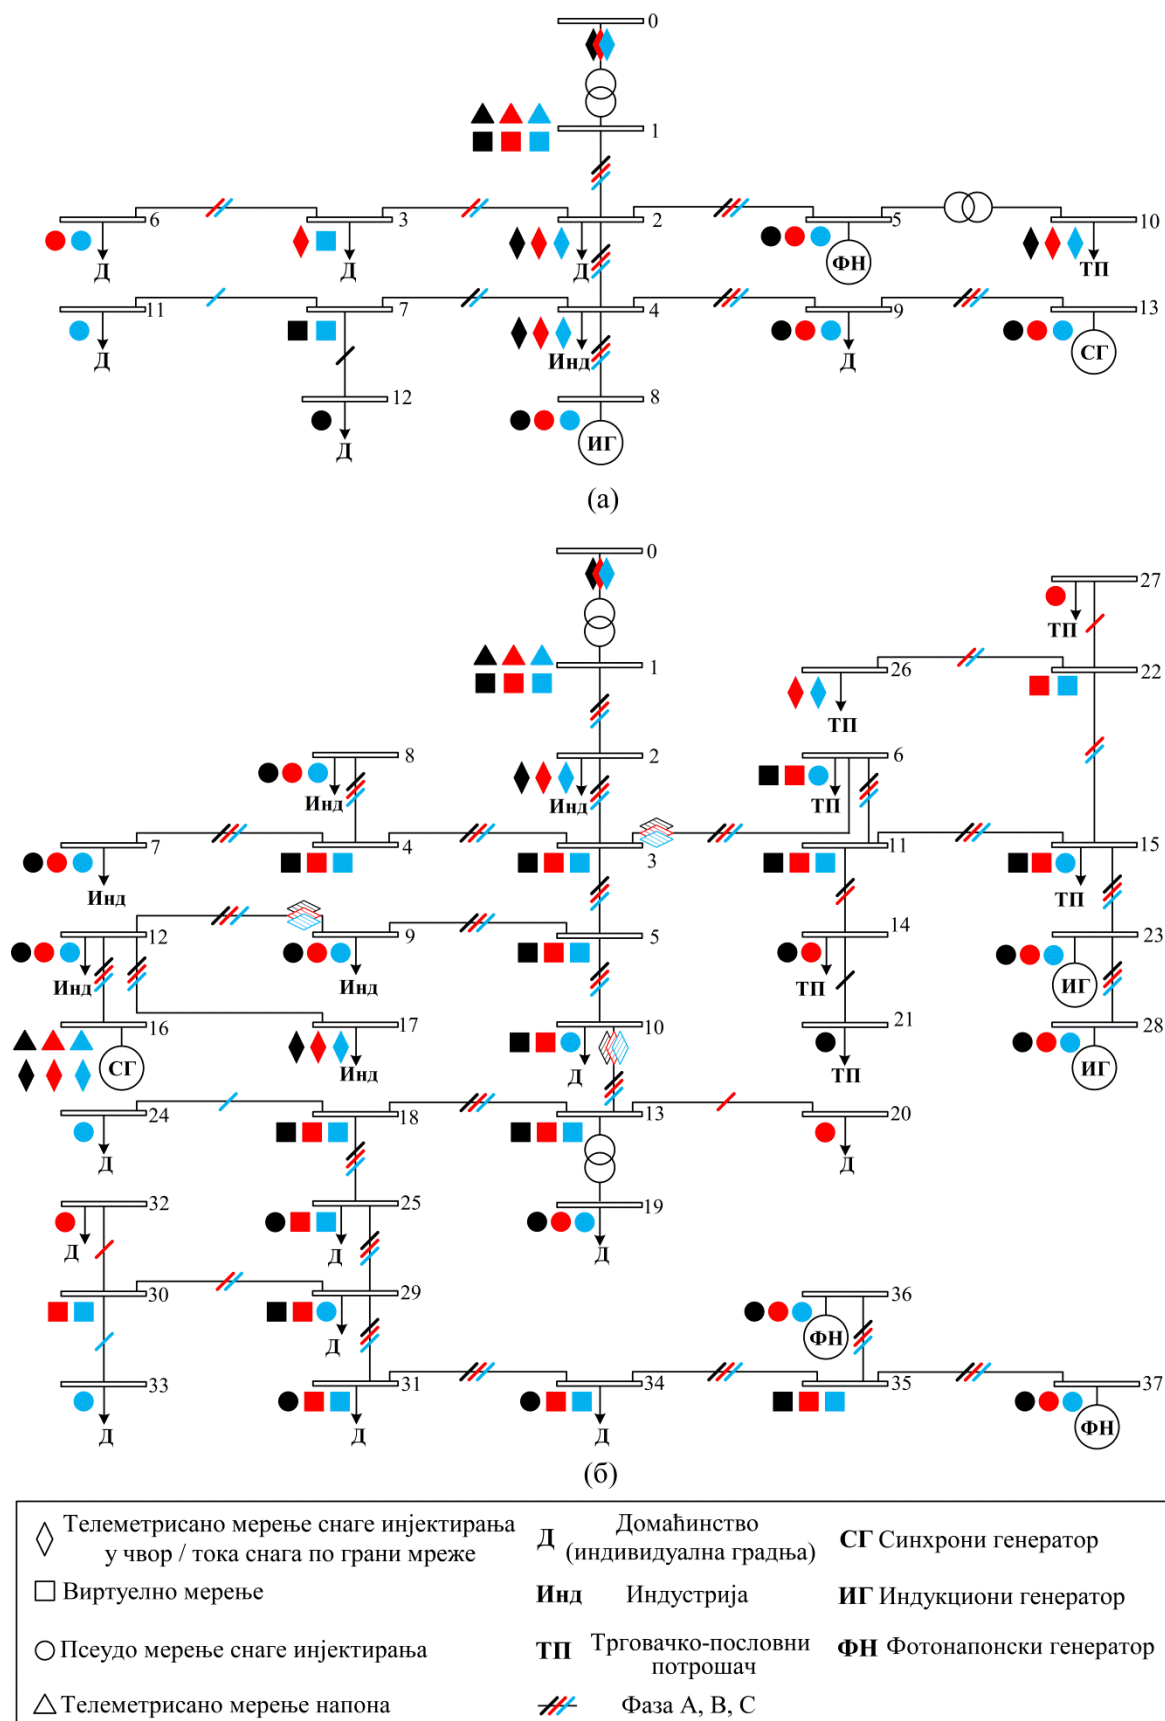 0
1
6
3
2
5
10
Д
Д
Д
ФН
ТП
11
7
4
9
13
Д
Инд
Д
СГ
12
8
Д
ИГ
(а)
0
27
ТП
1
26
22
ТП
8
2
6
Инд
Инд
ТП
7
4
3
11
15
Инд
ТП
12
9
5
14
23
Инд
Инд
ТП
ИГ
16
17
10
21
28
СГ
Инд
Д
ТП
ИГ
24
18
13
20
Д
Д
32
25
19
Д
Д
Д
30
29
36
Д
ФН
33
31
34
35
37
Д
Д
Д
ФН
(б)
Телеметрисано мерење снаге инјектирања
у чвор / тока снага по грани мреже
Виртуелно мерење
Псеудо мерење снаге инјектирања
Телеметрисано мерење напона
Д Домаћинство
(индивидуална градња)
Инд Индустрија
ТП Трговачко-пословни
потрошач
Фаза А, В, С
СГ Синхрони генератор
ИГ Индукциони генератор
ФН Фотонапонски генератор